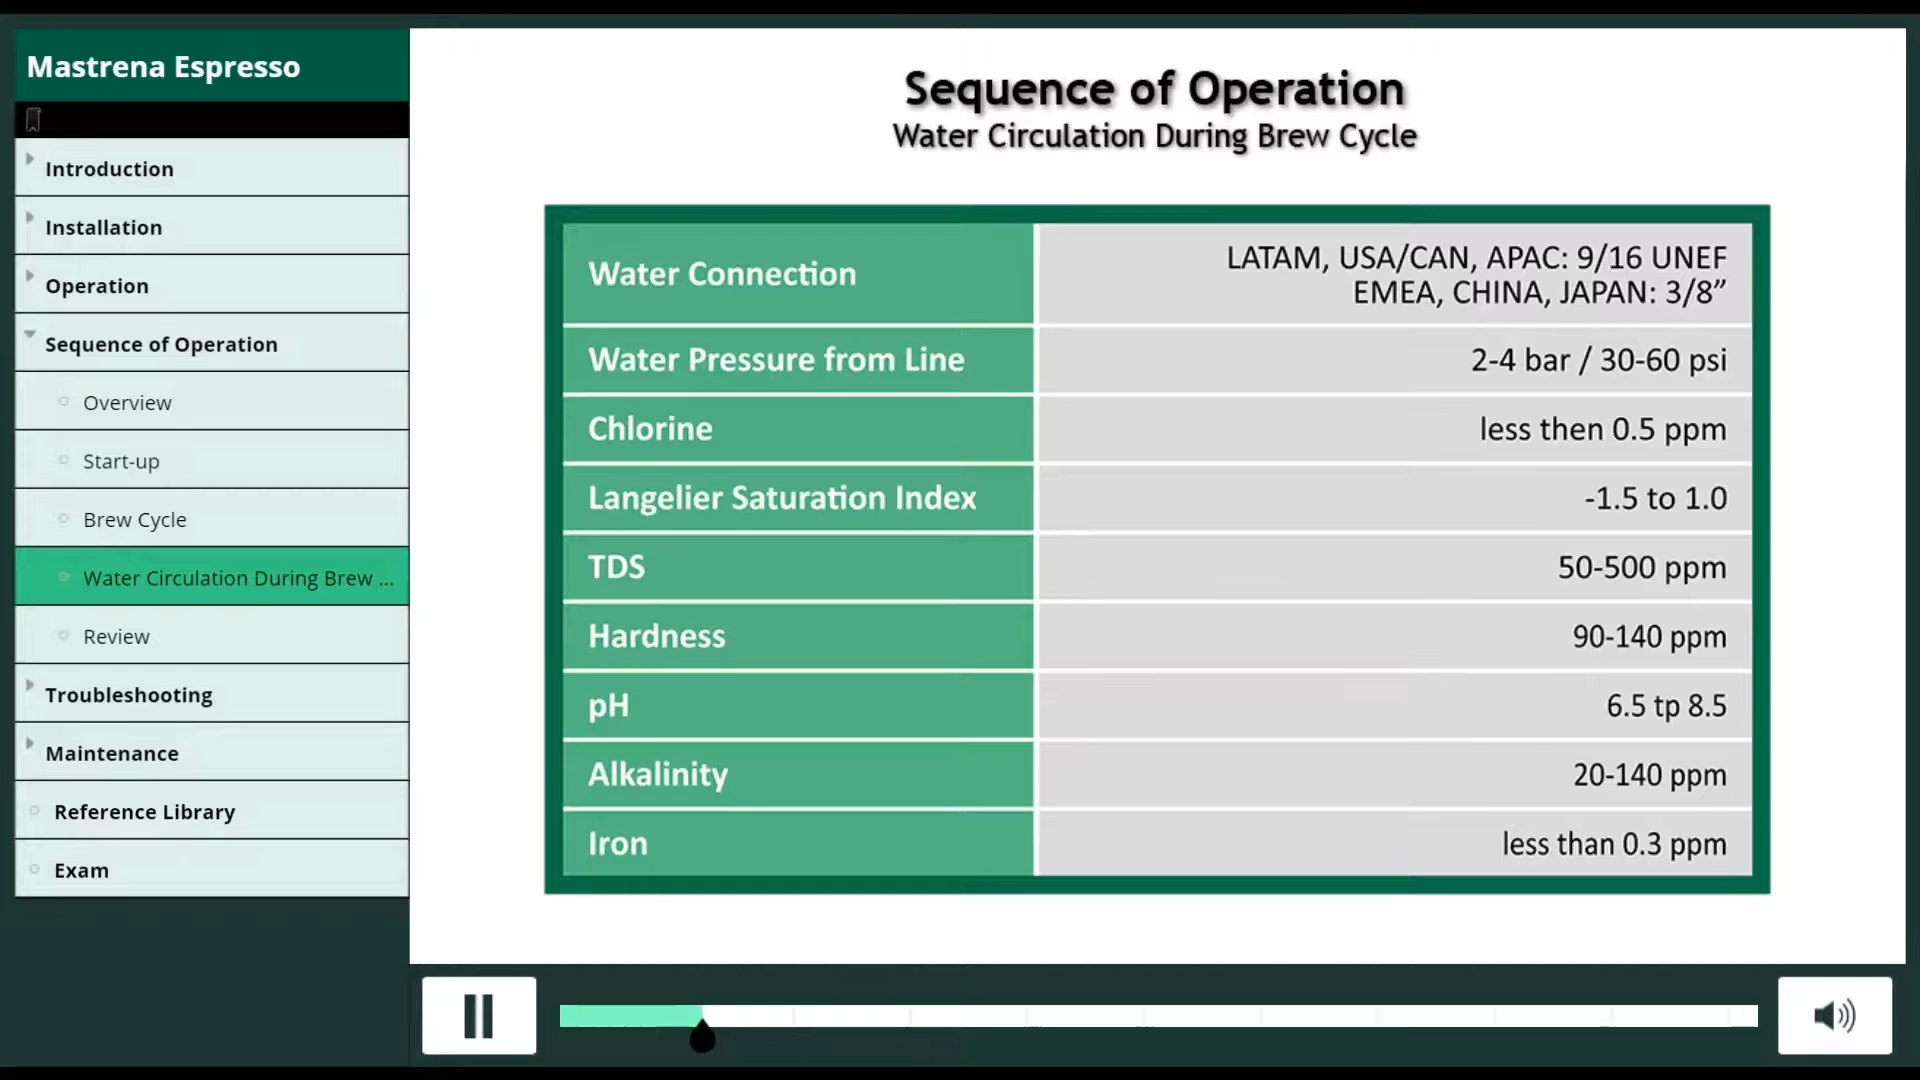 Mastrena Espresso
Introduction
Installation
Operation
Sequence of Operation
Overview
Start-up
Brew Cycle
Water Circulation During Brew ...
Review
Troubleshooting
Maintenance
Reference Library
Exam
Sequence of Operation
Water Circulation During Brew Cycle
Water Connection
LATAM, USA/CAN, APAC: 9/16 UNEF
EMEA, CHINA, JAPAN: 3/8”
Water Pressure from Line
2-4 bar / 30-60 psi
Chlorine
less then 0.5 ppm
Langelier Saturation Index
-1.5 to 1.0
TDS
50-500 ppm
Hardness
90-140 ppm
pH
6.5 tp 8.5
Alkalinity
20-140 ppm
Iron
less than 0.3 ppm